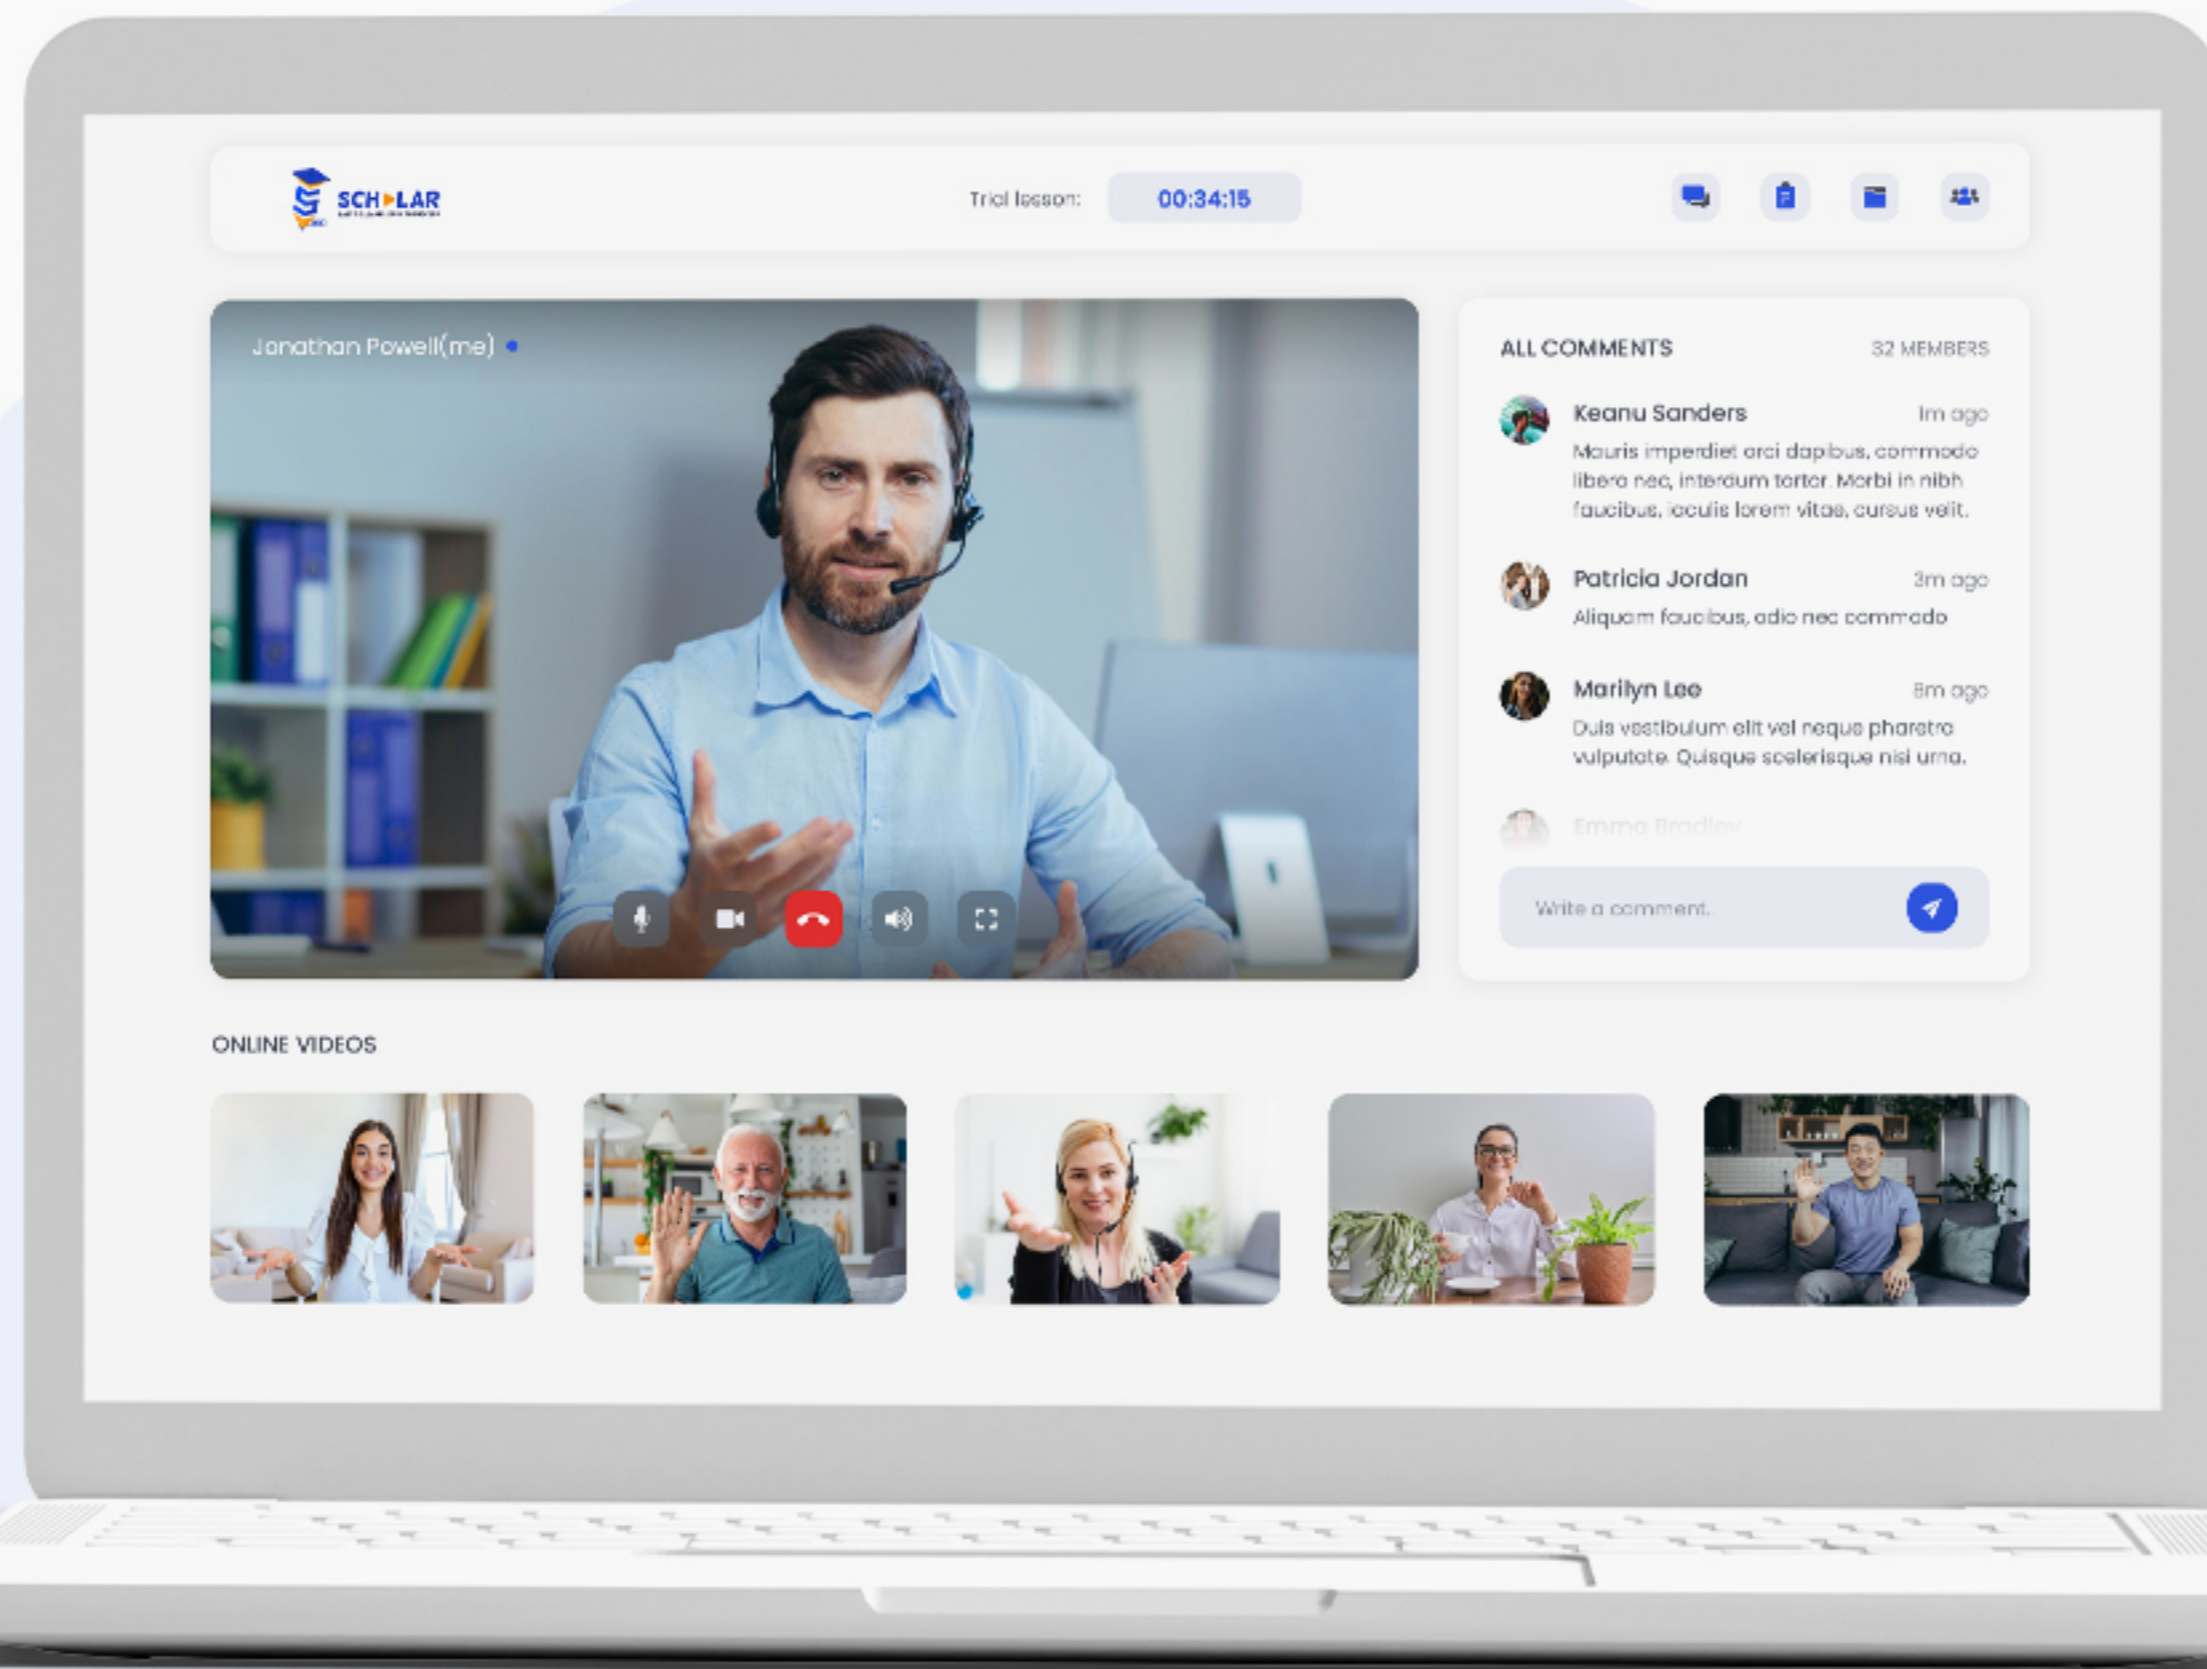 SCHOLAR
Trial lesson:
00:34:15
Jonathan Powell(me)
ALL COMMENTS
32 MEMBERS
Keanu Sanders
1m ago
Mauris imperdiet orci dapibus, commodo
libero nec, interdum tortor. Morbi in nibh
faucibus, iaculis lorem vitae, cursus velit.
Patricia Jordan
3m ago
Aliquam faucibus, odio nec commodo
Marilyn Lee
8m ago
Duis vestibulum elit vel neque pharetra
vulputate. Quisque scelerisque nisi urna.
Emma Bradley
Write a comment..
ONLINE VIDEOS